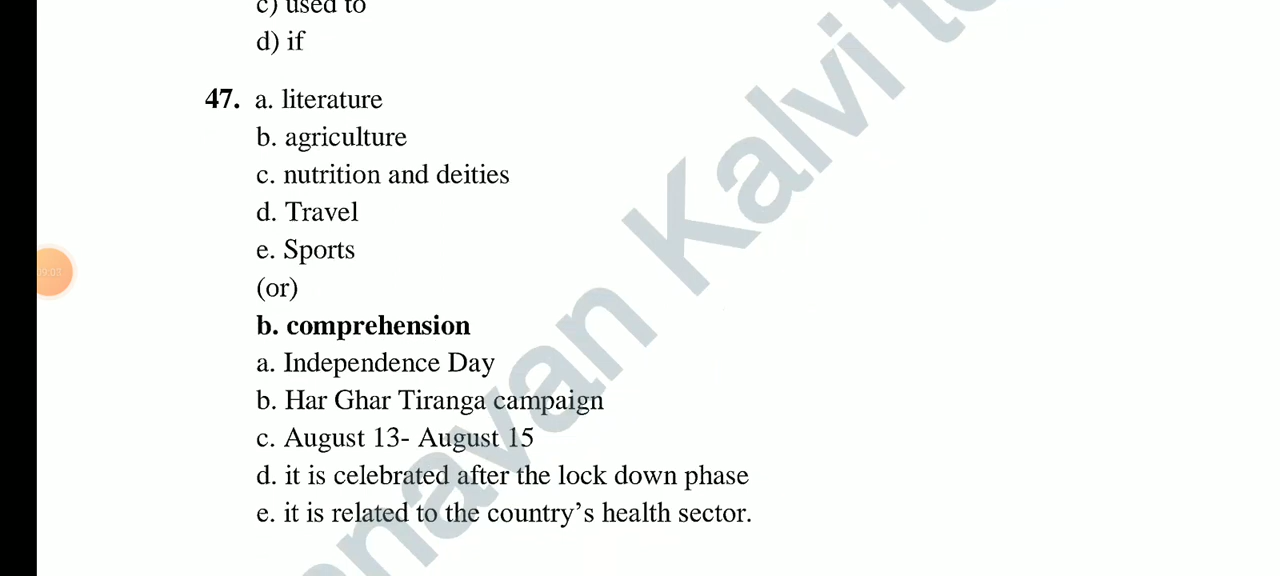 c) used to
d) if
47. a. literature
b. agriculture
c. nutrition and deities
d. Travel
e. Sports
(or)
b. comprehension
a. Independence Day
b. Har Ghar Tiranga campaign
c. August 13- August 15
d. it is celebrated after the lock down phase
e. it is related to the country’s health sector.
Kalvi